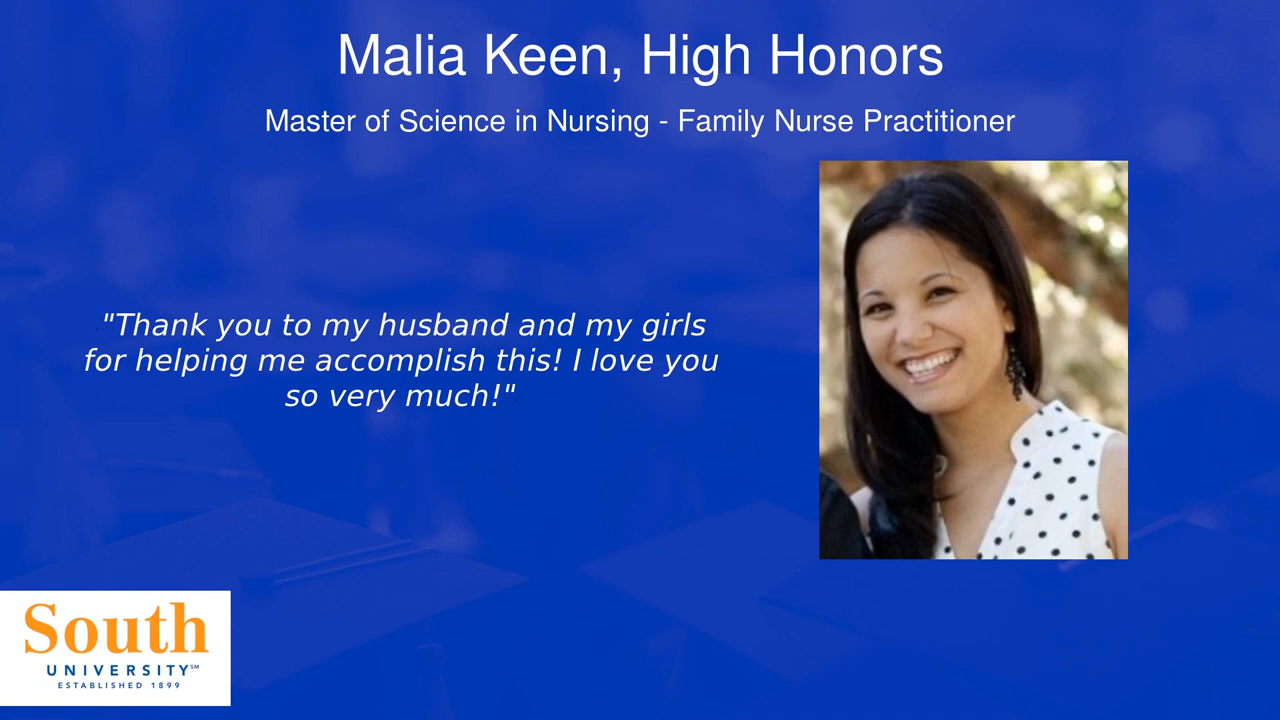 Malia Keen, High Honors
Master of Science in Nursing - Family Nurse Practitioner
"Thank you to my husband and my girls
for helping me accomplish this! I love you
so very much!"
South
UNIVERSITY℠
ESTABLISHED 1899